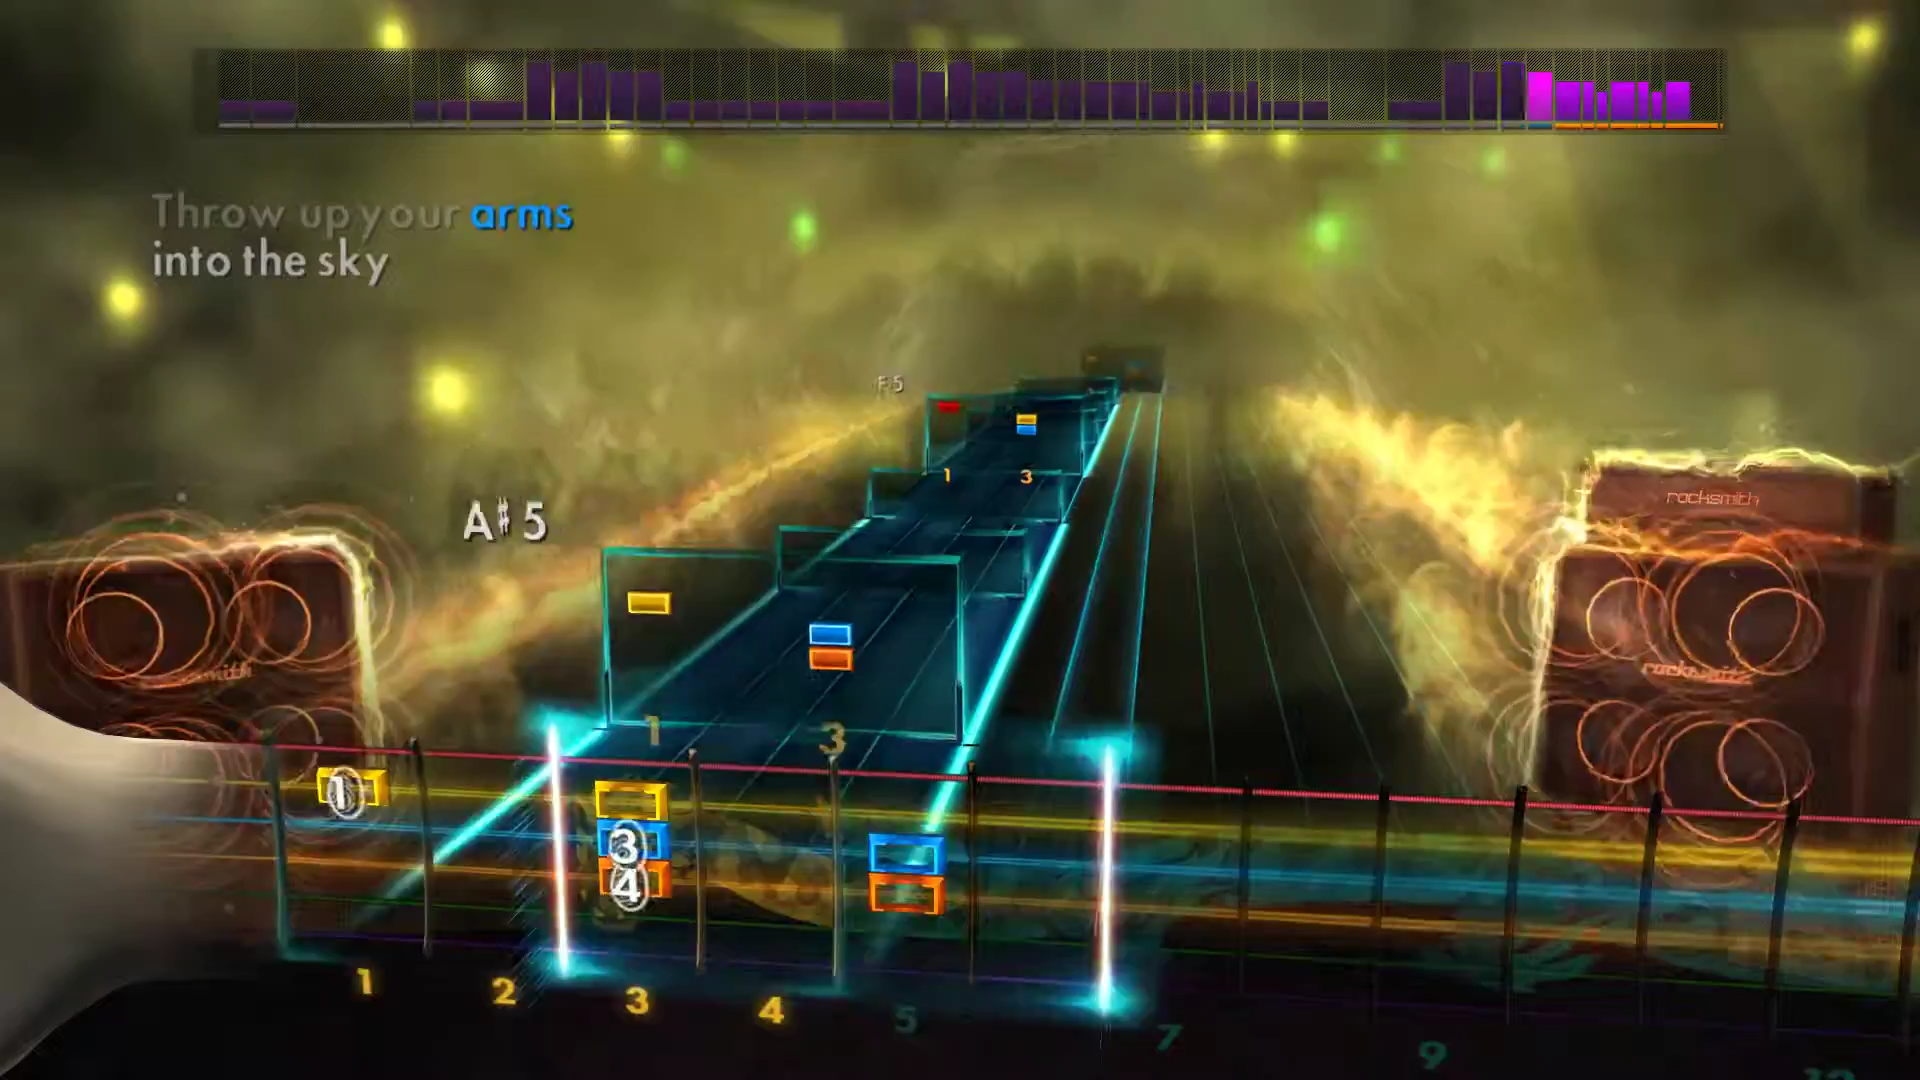 Throw up your arms
into the sky
F5
1 3
A♯5
rocksmith
rocksmith
1 3
1
3
4
1 2 3 4 5 7 9